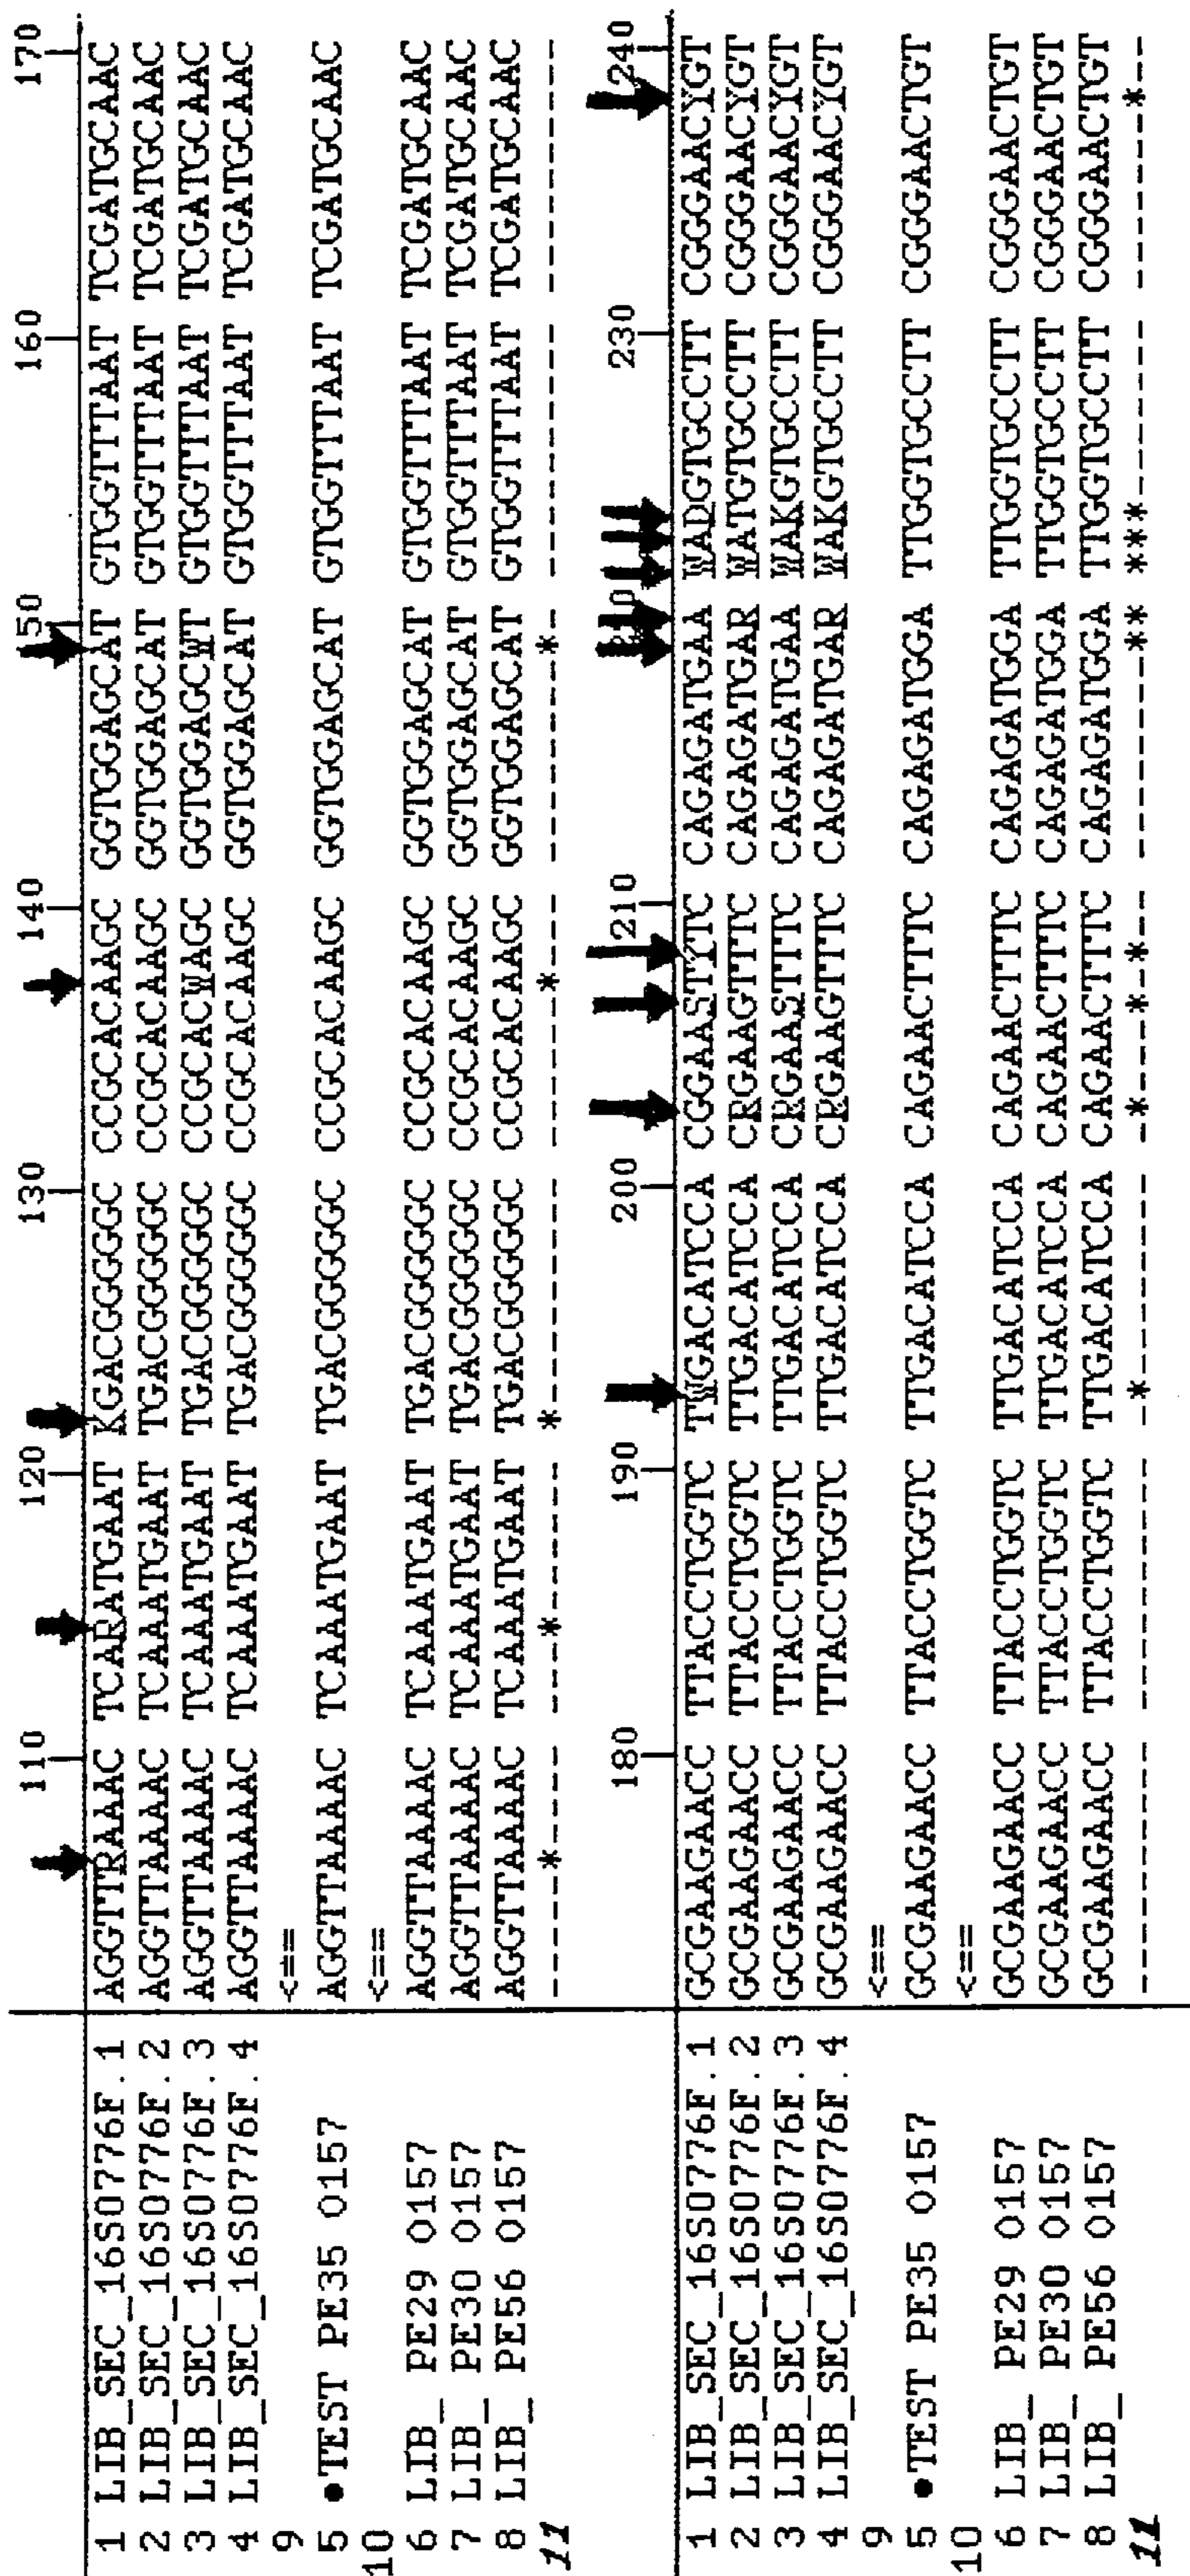 110 120 130 140 150 160 170
1 LIB_SEC_16S0776F.1 AGGTTRAAAC TCARATGAAT KGACGGGGGC CCGCACAAGC GGTGGAGCAT GTGGTTTAAT TCGATGCAAC
2 LIB_SEC_16S0776F.2 AGGTTAAAAC TCAAATGAAT TGACGGGGGC CCGCACAAGC GGTGGAGCAT GTGGTTTAAT TCGATGCAAC
3 LIB_SEC_16S0776F.3 AGGTTAAAAC TCAAATGAAT TGACGGGGGC CCGCACWAGC GGTGGAGCWT GTGGTTTAAT TCGATGCAAC
4 LIB_SEC_16S0776F.4 AGGTTAAAAC TCAAATGAAT TGACGGGGGC CCGCACAAGC GGTGGAGCAT GTGGTTTAAT TCGATGCAAC
9 <==
5 •TEST PE35 O157 AGGTTAAAAC TCAAATGAAT TGACGGGGGC CCGCACAAGC GGTGGAGCAT GTGGTTTAAT TCGATGCAAC
10 <==
6 LIB_ PE29 O157 AGGTTAAAAC TCAAATGAAT TGACGGGGGC CCGCACAAGC GGTGGAGCAT GTGGTTTAAT TCGATGCAAC
7 LIB_ PE30 O157 AGGTTAAAAC TCAAATGAAT TGACGGGGGC CCGCACAAGC GGTGGAGCAT GTGGTTTAAT TCGATGCAAC
8 LIB_ PE56 O157 AGGTTAAAAC TCAAATGAAT TGACGGGGGC CCGCACAAGC GGTGGAGCAT GTGGTTTAAT TCGATGCAAC
11 -----*---- ---*------ *--------- ------*--- --------*- ---------- ----------
180 190 200 210 230 240
1 LIB_SEC_16S0776F.1 GCGAAGAACC TTACCTGGTC TWGACATCCA CGGAASTYTC CAGAGATGAA WADGTGCCTT CGGGAACYGT
2 LIB_SEC_16S0776F.2 GCGAAGAACC TTACCTGGTC TTGACATCCA CRGAAGTTTC CAGAGATGAR WATGTGCCTT CGGGAACYGT
3 LIB_SEC_16S0776F.3 GCGAAGAACC TTACCTGGTC TTGACATCCA CRGAASTTTC CAGAGATGAA WAKGTGCCTT CGGGAACYGT
4 LIB_SEC_16S0776F.4 GCGAAGAACC TTACCTGGTC TTGACATCCA CRGAAGTTTC CAGAGATGAR WAKGTGCCTT CGGGAACYGT
9 <==
5 •TEST PE35 O157 GCGAAGAACC TTACCTGGTC TTGACATCCA CAGAACTTTC CAGAGATGGA TTGGTGCCTT CGGGAACTGT
10 <==
6 LIB_ PE29 O157 GCGAAGAACC TTACCTGGTC TTGACATCCA CAGAACTTTC CAGAGATGGA TTGGTGCCTT CGGGAACTGT
7 LIB_ PE30 O157 GCGAAGAACC TTACCTGGTC TTGACATCCA CAGAACTTTC CAGAGATGGA TTGGTGCCTT CGGGAACTGT
8 LIB_ PE56 O157 GCGAAGAACC TTACCTGGTC TTGACATCCA CAGAACTTTC CAGAGATGGA TTGGTGCCTT CGGGAACTGT
11 ---------- ---------- -*-------- -*---*-*-- --------** ***------- -------*--